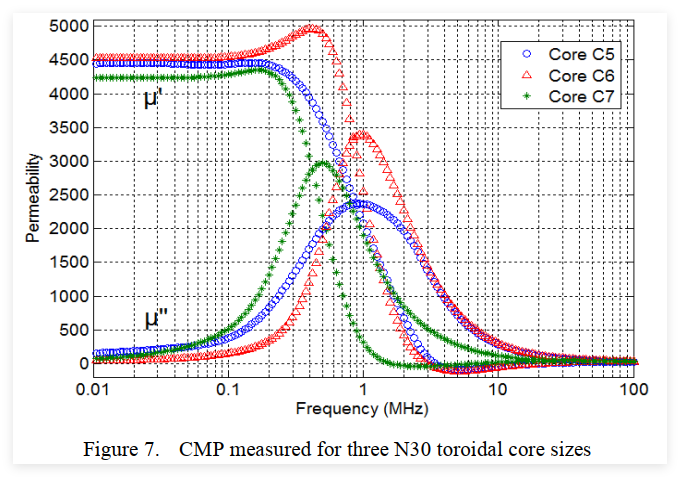 5000
4500
4000
3500
3000
2500
2000
1500
1000
500
0
Permeability
µ'
µ"
Core C5
Core C6
Core C7
0.01 0.1 1 10 100
Frequency (MHz)
Figure 7. CMP measured for three N30 toroidal core sizes